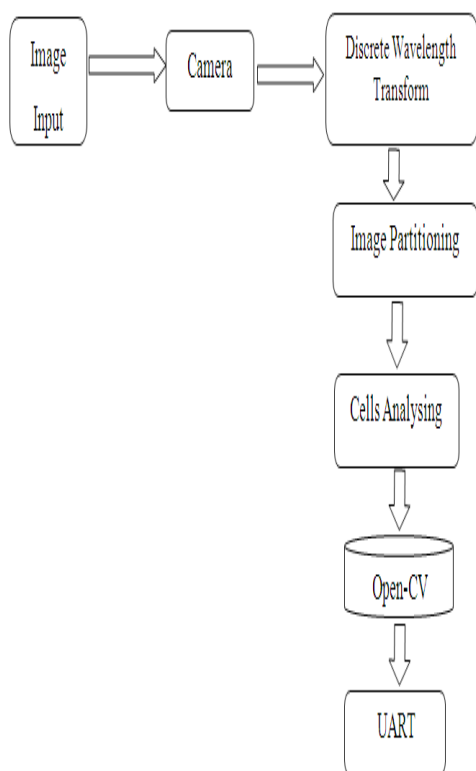 Image
Input
Camera
Discrete Wavelength
Transform
Image Partitioning
Cells Analysing
Open-CV
UART